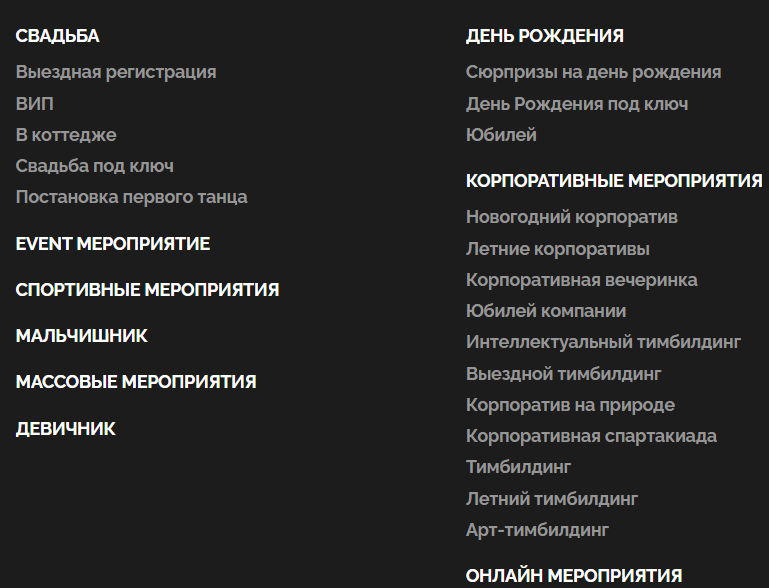 СВАДЬБА
Выездная регистрация
ВИП
В коттедже
Свадьба под ключ
Постановка первого танца
EVENT МЕРОПРИЯТИЕ
СПОРТИВНЫЕ МЕРОПРИЯТИЯ
МАЛЬЧИШНИК
МАССОВЫЕ МЕРОПРИЯТИЯ
ДЕВИЧНИК
ДЕНЬ РОЖДЕНИЯ
Сюрпризы на день рождения
День Рождения под ключ
Юбилей
КОРПОРАТИВНЫЕ МЕРОПРИЯТИЯ
Новогодний корпоратив
Летние корпоративы
Корпоративная вечеринка
Юбилей компании
Интеллектуальный тимбилдинг
Выездной тимбилдинг
Корпоратив на природе
Корпоративная спартакиада
Тимбилдинг
Летний тимбилдинг
Арт-тимбилдинг
ОНЛАЙН МЕРОПРИЯТИЯ